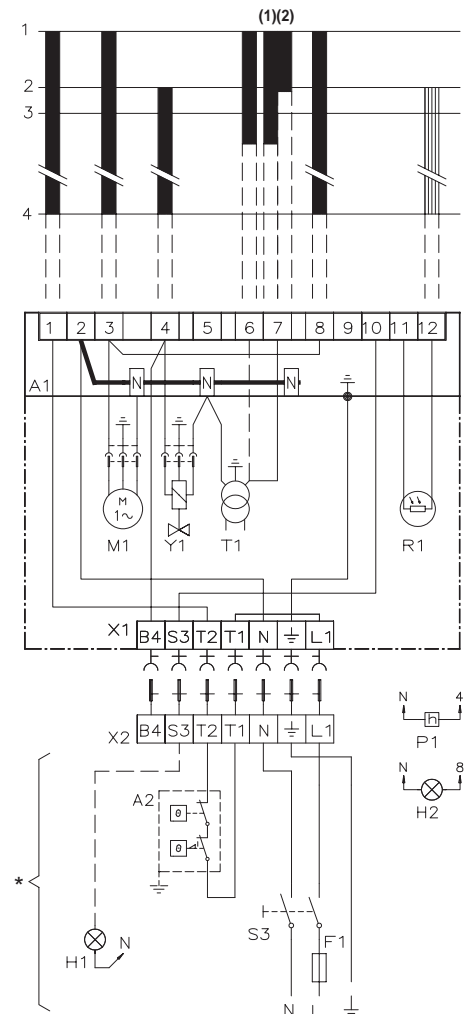 (1)(2)
1
2
3
4
1 2 3 4 5 6 7 8 9 10 11 12
A1
N N N
M
1~
M1 Y1 T1 R1
X1 B4 S3 T2 T1 N L1
X2 B4 S3 T2 T1 N L1
N 4
h
P1
N 8
H2
A2
θ
θ
*
S3
F1
H1
N
N L